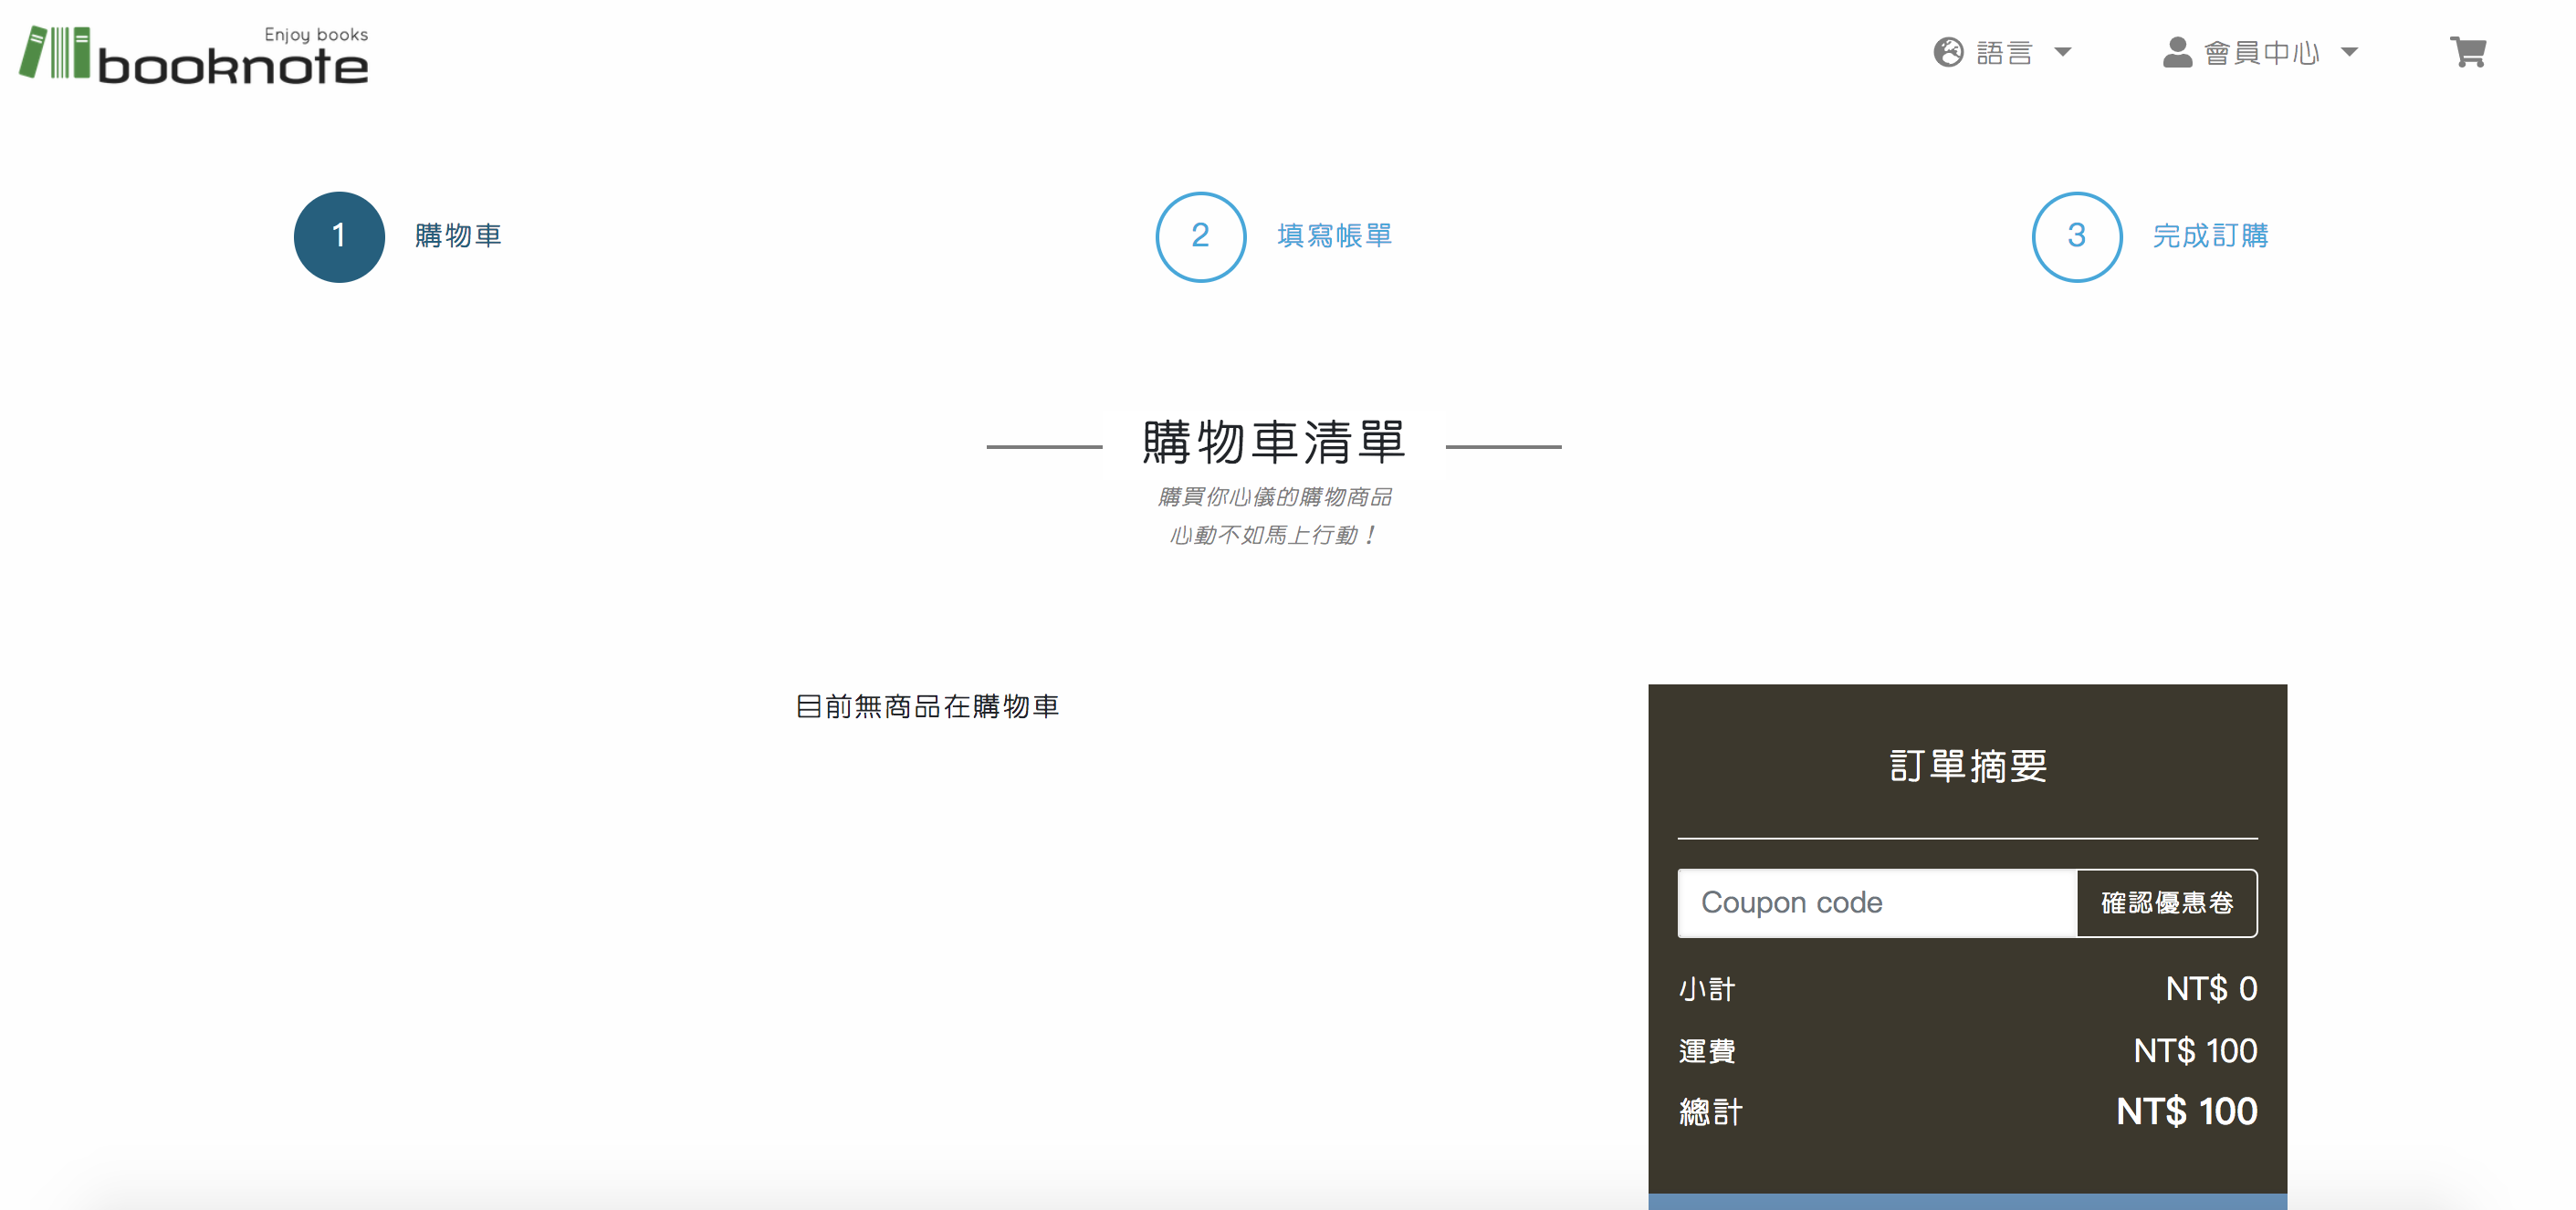 Enjoy books
booknote
語言
會員中心
1 購物車
2 填寫帳單
3 完成訂購
購物車清單
購買你心儀的購物商品
心動不如馬上行動！
目前無商品在購物車
訂單摘要
Coupon code 確認優惠卷
小計 NT$ 0
運費 NT$ 100
總計 NT$ 100